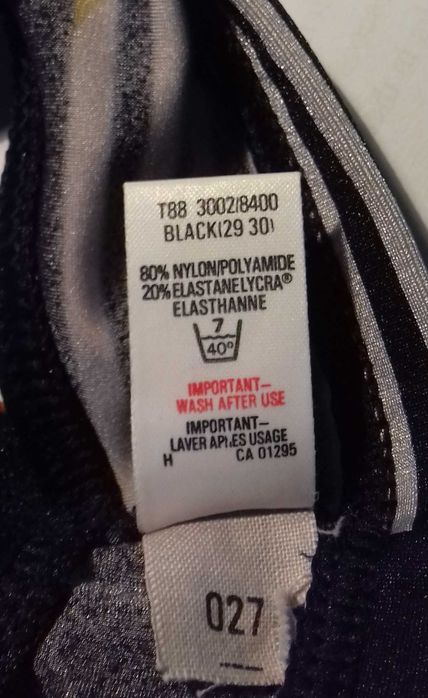 T88 3002/8400
BLACK(29 30)
80% NYLON/POLYAMIDE
20% ELASTANELYCRA®
ELASTHANNE
7
40°
IMPORTANT–
WASH AFTER USE
IMPORTANT–
LAVER APRES USAGE
H CA 01295
027